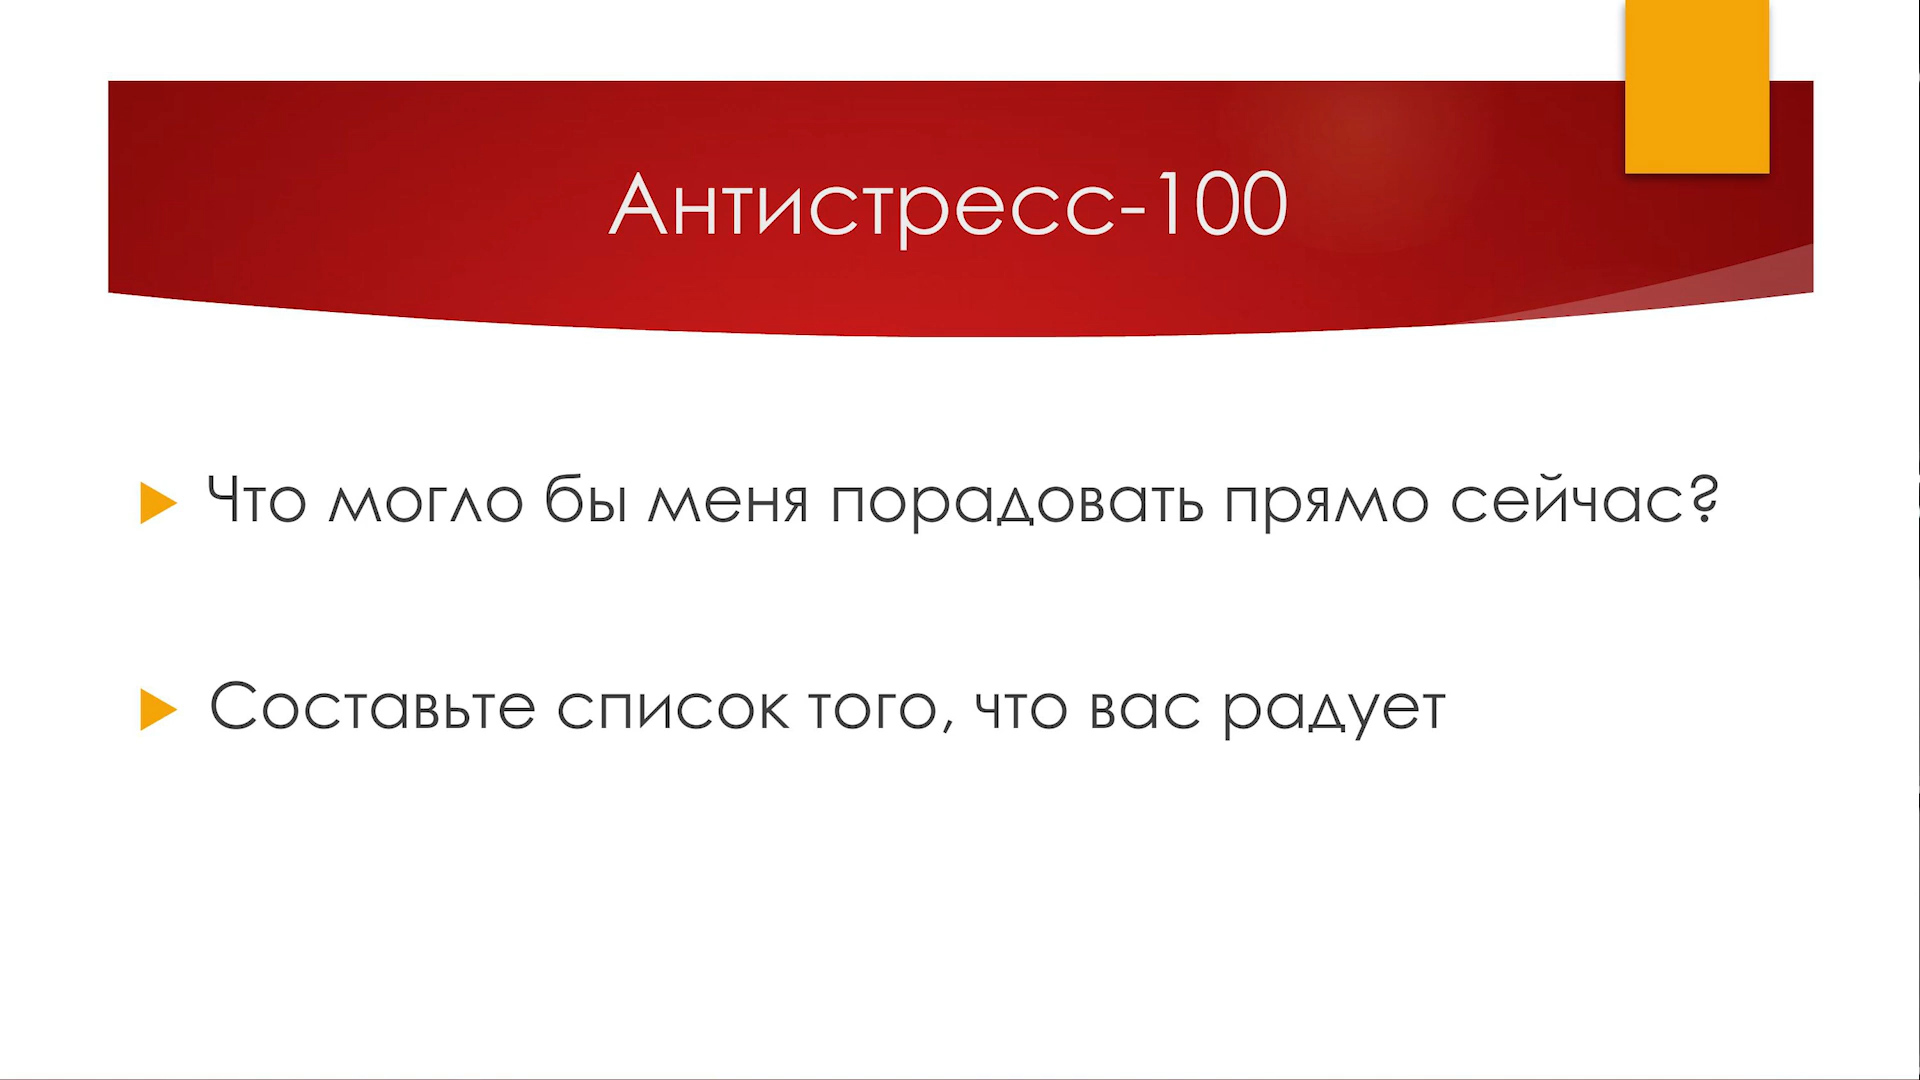 Антистресс-100
Что могло бы меня порадовать прямо сейчас?
Составьте список того, что вас радует